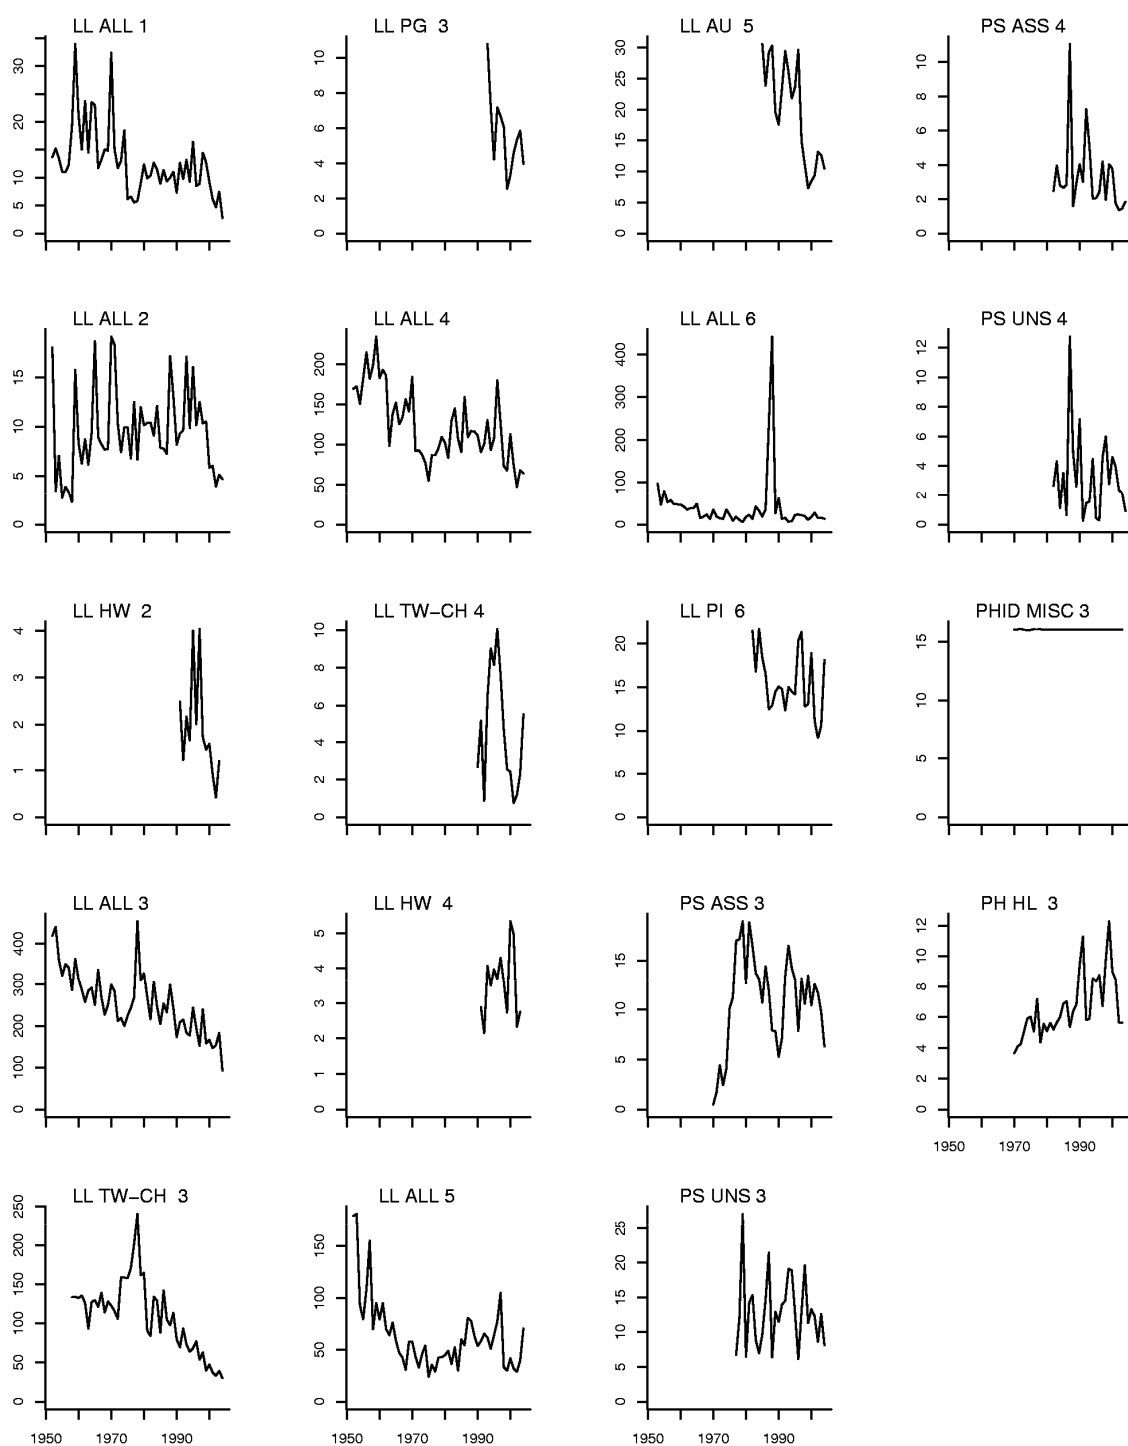 LL ALL 1
0 5 10 20 30
LL PG 3
0 2 4 6 8 10
LL AU 5
0 5 10 15 20 25 30
PS ASS 4
0 2 4 6 8 10
LL ALL 2
0 5 10 15
LL ALL 4
0 50 100 150 200
LL ALL 6
0 100 200 300 400
PS UNS 4
0 2 4 6 8 10 12
LL HW 2
0 1 2 3 4
LL TW−CH 4
0 2 4 6 8 10
LL PI 6
0 5 10 15 20
PHID MISC 3
0 5 10 15
LL ALL 3
0 100 200 300 400
LL HW 4
0 1 2 3 4 5
PS ASS 3
0 5 10 15
PH HL 3
0 2 4 6 8 10 12
1950 1970 1990
LL TW−CH 3
0 50 100 150 200 250
1950 1970 1990
LL ALL 5
0 50 100 150
1950 1970 1990
PS UNS 3
0 5 10 15 20 25
1950 1970 1990